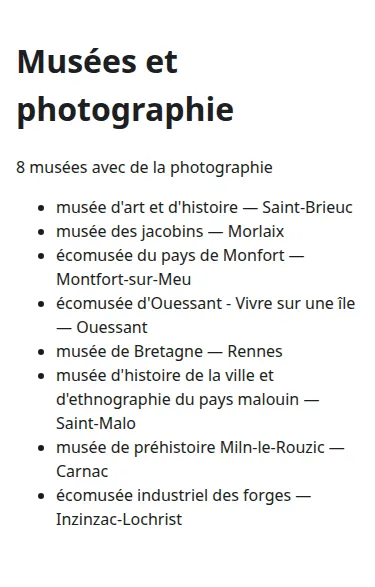 Musées et
photographie
8 musées avec de la photographie
musée d'art et d'histoire — Saint-Brieuc
musée des jacobins — Morlaix
écomusée du pays de Monfort —
Montfort-sur-Meu
écomusée d'Ouessant - Vivre sur une île
— Ouessant
musée de Bretagne — Rennes
musée d'histoire de la ville et
d'ethnographie du pays malouin —
Saint-Malo
musée de préhistoire Miln-le-Rouzic —
Carnac
écomusée industriel des forges —
Inzinzac-Lochrist